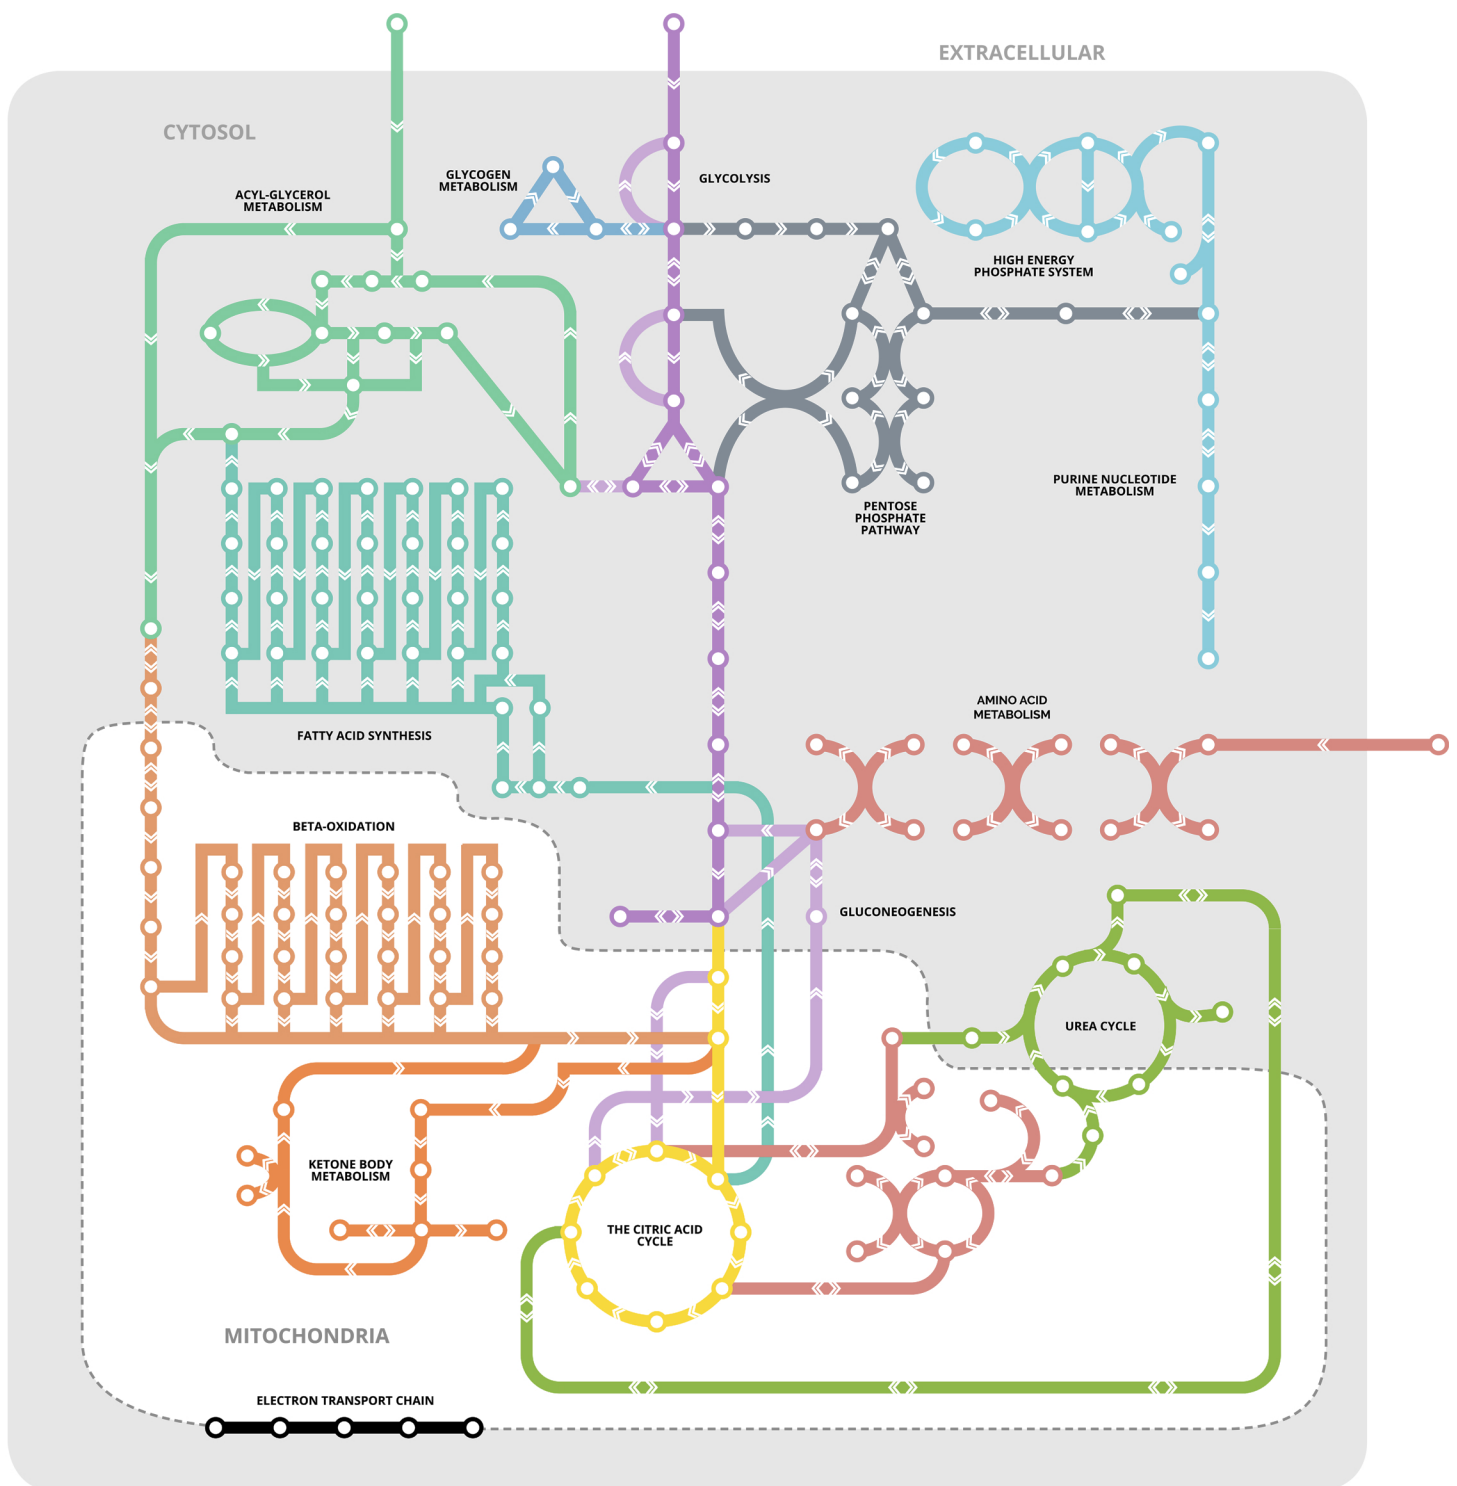 EXTRACELLULAR
CYTOSOL
GLYCOGEN
METABOLISM
GLYCOLYSIS
ACYL-GLYCEROL
METABOLISM
HIGH ENERGY
PHOSPHATE SYSTEM
PURINE NUCLEOTIDE
METABOLISM
PENTOSE
PHOSPHATE
PATHWAY
AMINO ACID
METABOLISM
FATTY ACID SYNTHESIS
BETA-OXIDATION
GLUCONEOGENESIS
UREA CYCLE
KETONE BODY
METABOLISM
THE CITRIC ACID
CYCLE
MITOCHONDRIA
ELECTRON TRANSPORT CHAIN